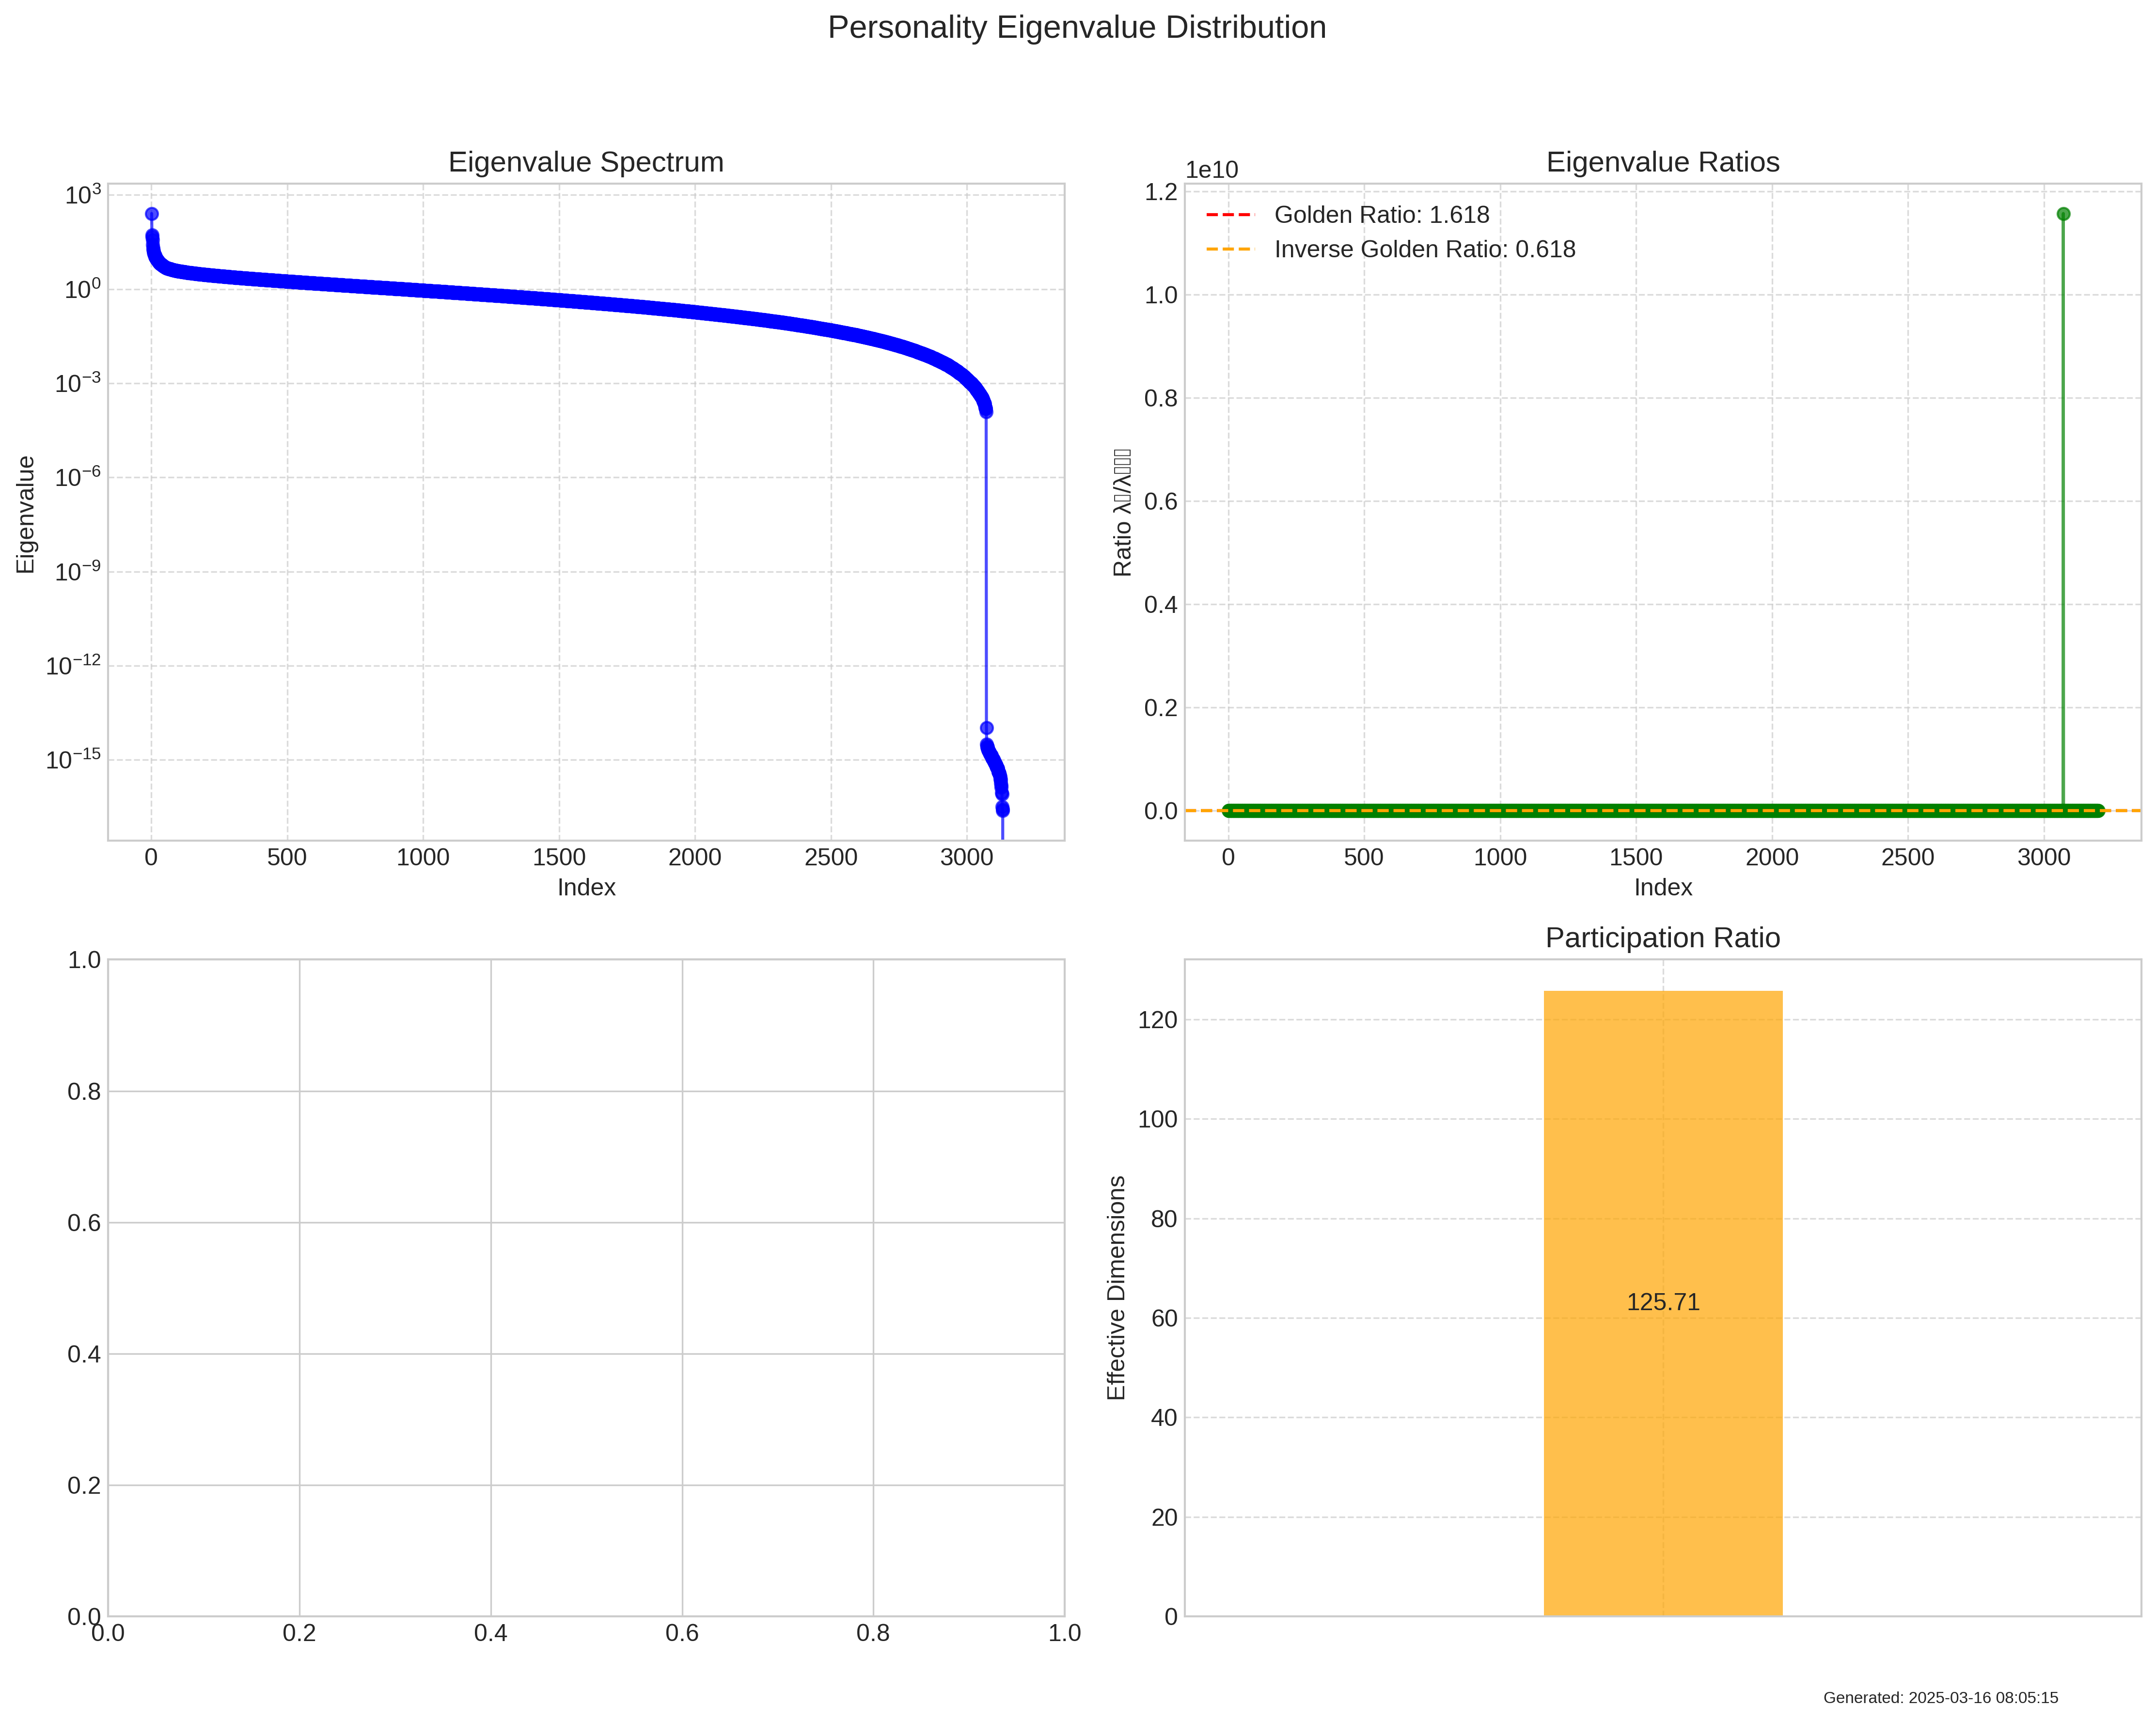 Personality Eigenvalue Distribution
Eigenvalue Spectrum
10³
10⁰
10⁻³
10⁻⁶
10⁻⁹
10⁻¹²
10⁻¹⁵
Eigenvalue
0 500 1000 1500 2000 2500 3000
Index
Eigenvalue Ratios
1e10
Golden Ratio: 1.618
Inverse Golden Ratio: 0.618
1.2
1.0
0.8
0.6
0.4
0.2
0.0
Ratio λ▯/λ▯▯▯
0 500 1000 1500 2000 2500 3000
Index
1.0
0.8
0.6
0.4
0.2
0.0
0.0 0.2 0.4 0.6 0.8 1.0
Participation Ratio
120
100
80
60
40
20
0
Effective Dimensions
125.71
Generated: 2025-03-16 08:05:15